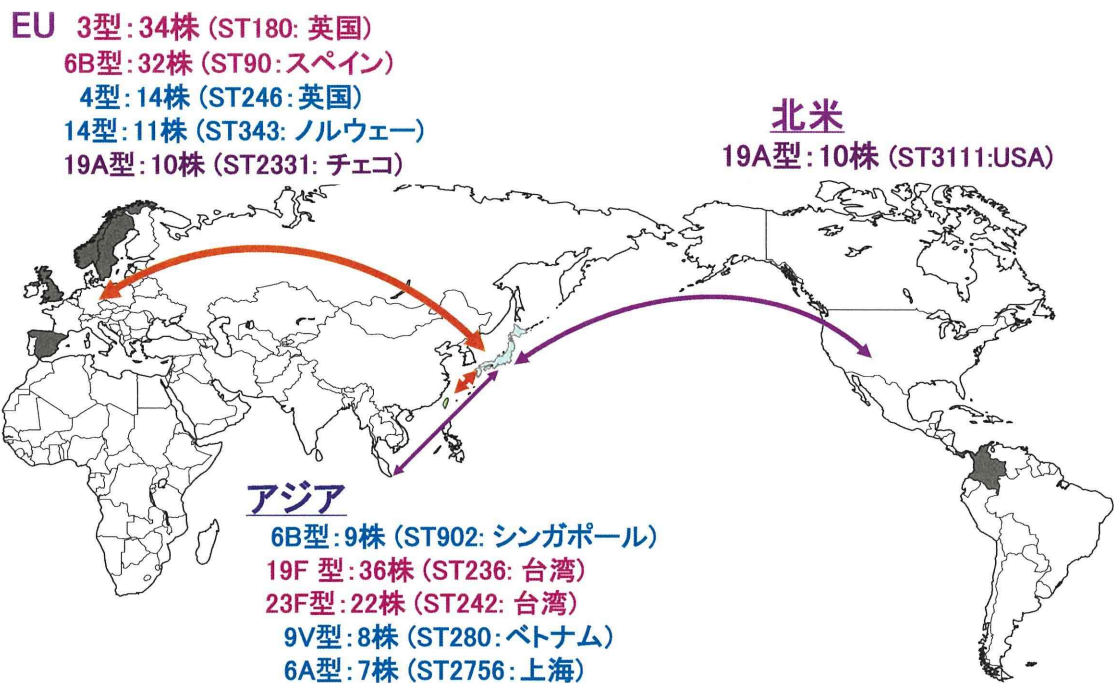 EU 3型:34株 (ST180: 英国)
6B型:32株 (ST90:スペイン)
4型:14株 (ST246:英国)
14型:11株 (ST343: ノルウェー)
19A型:10株 (ST2331: チェコ)
北米
19A型:10株 (ST3111:USA)
アジア
6B型:9株 (ST902: シンガポール)
19F 型:36株 (ST236: 台湾)
23F型:22株 (ST242: 台湾)
9V型:8株 (ST280:ベトナム)
6A型:7株 (ST2756:上海)